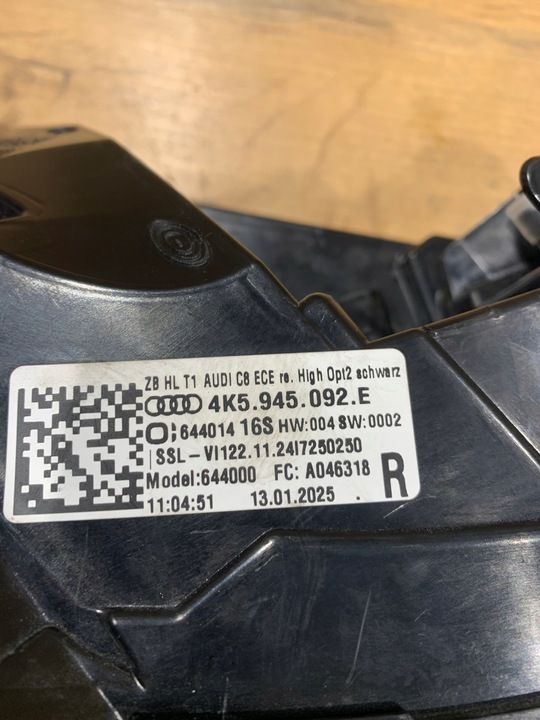 ZB HL T1 AUDI C8 ECE re. High Opt2 schwarz
4K5.945.092.E
644014 16S HW:004 SW:0002
SSL - VI122.11.24I7250250
Model:644000 FC: A046318 R
11:04:51 13.01.2025 .